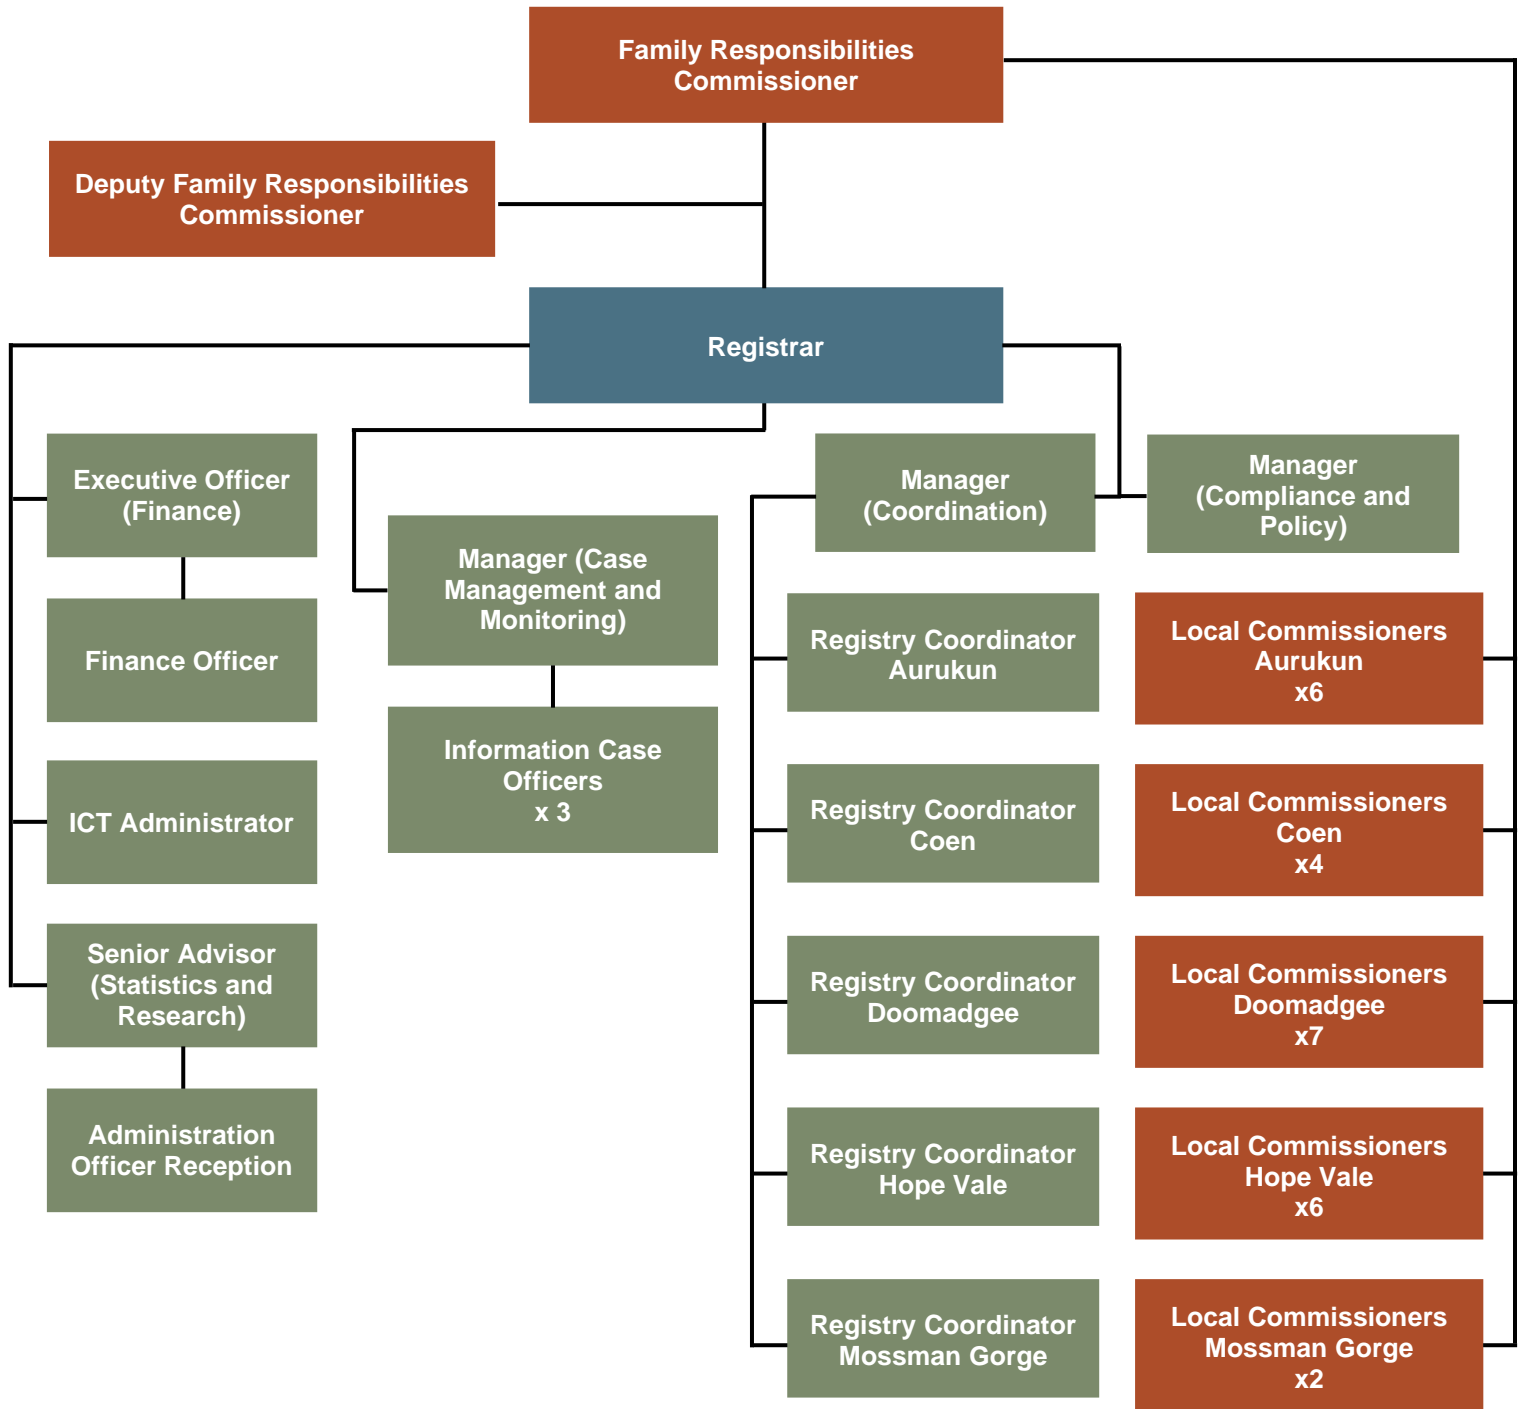 Family Responsibilities
Commissioner
Deputy Family Responsibilities
Commissioner
Registrar
Executive Officer
(Finance)
Finance Officer
ICT Administrator
Senior Advisor
(Statistics and
Research)
Administration
Officer Reception
Manager (Case
Management and
Monitoring)
Information Case
Officers
x 3
Manager
(Coordination)
Manager
(Compliance and
Policy)
Registry Coordinator
Aurukun
Local Commissioners
Aurukun
x6
Registry Coordinator
Coen
Local Commissioners
Coen
x4
Registry Coordinator
Doomadgee
Local Commissioners
Doomadgee
x7
Registry Coordinator
Hope Vale
Local Commissioners
Hope Vale
x6
Registry Coordinator
Mossman Gorge
Local Commissioners
Mossman Gorge
x2